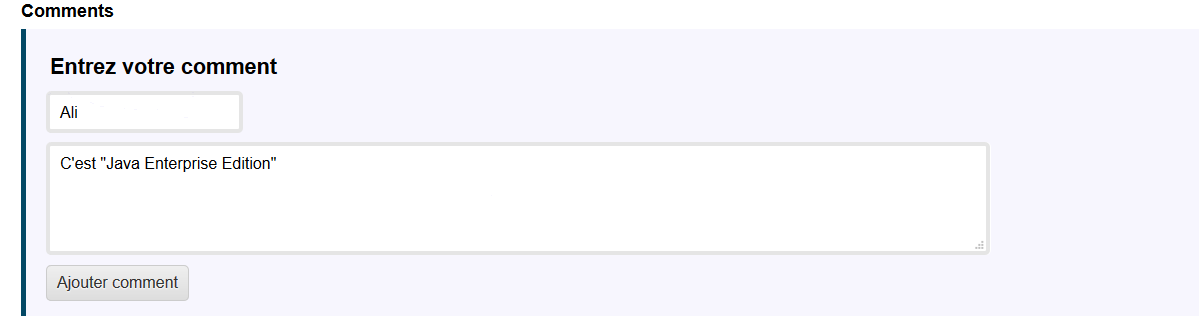 Comments
Entrez votre comment
Ali
C'est "Java Enterprise Edition"
Ajouter comment